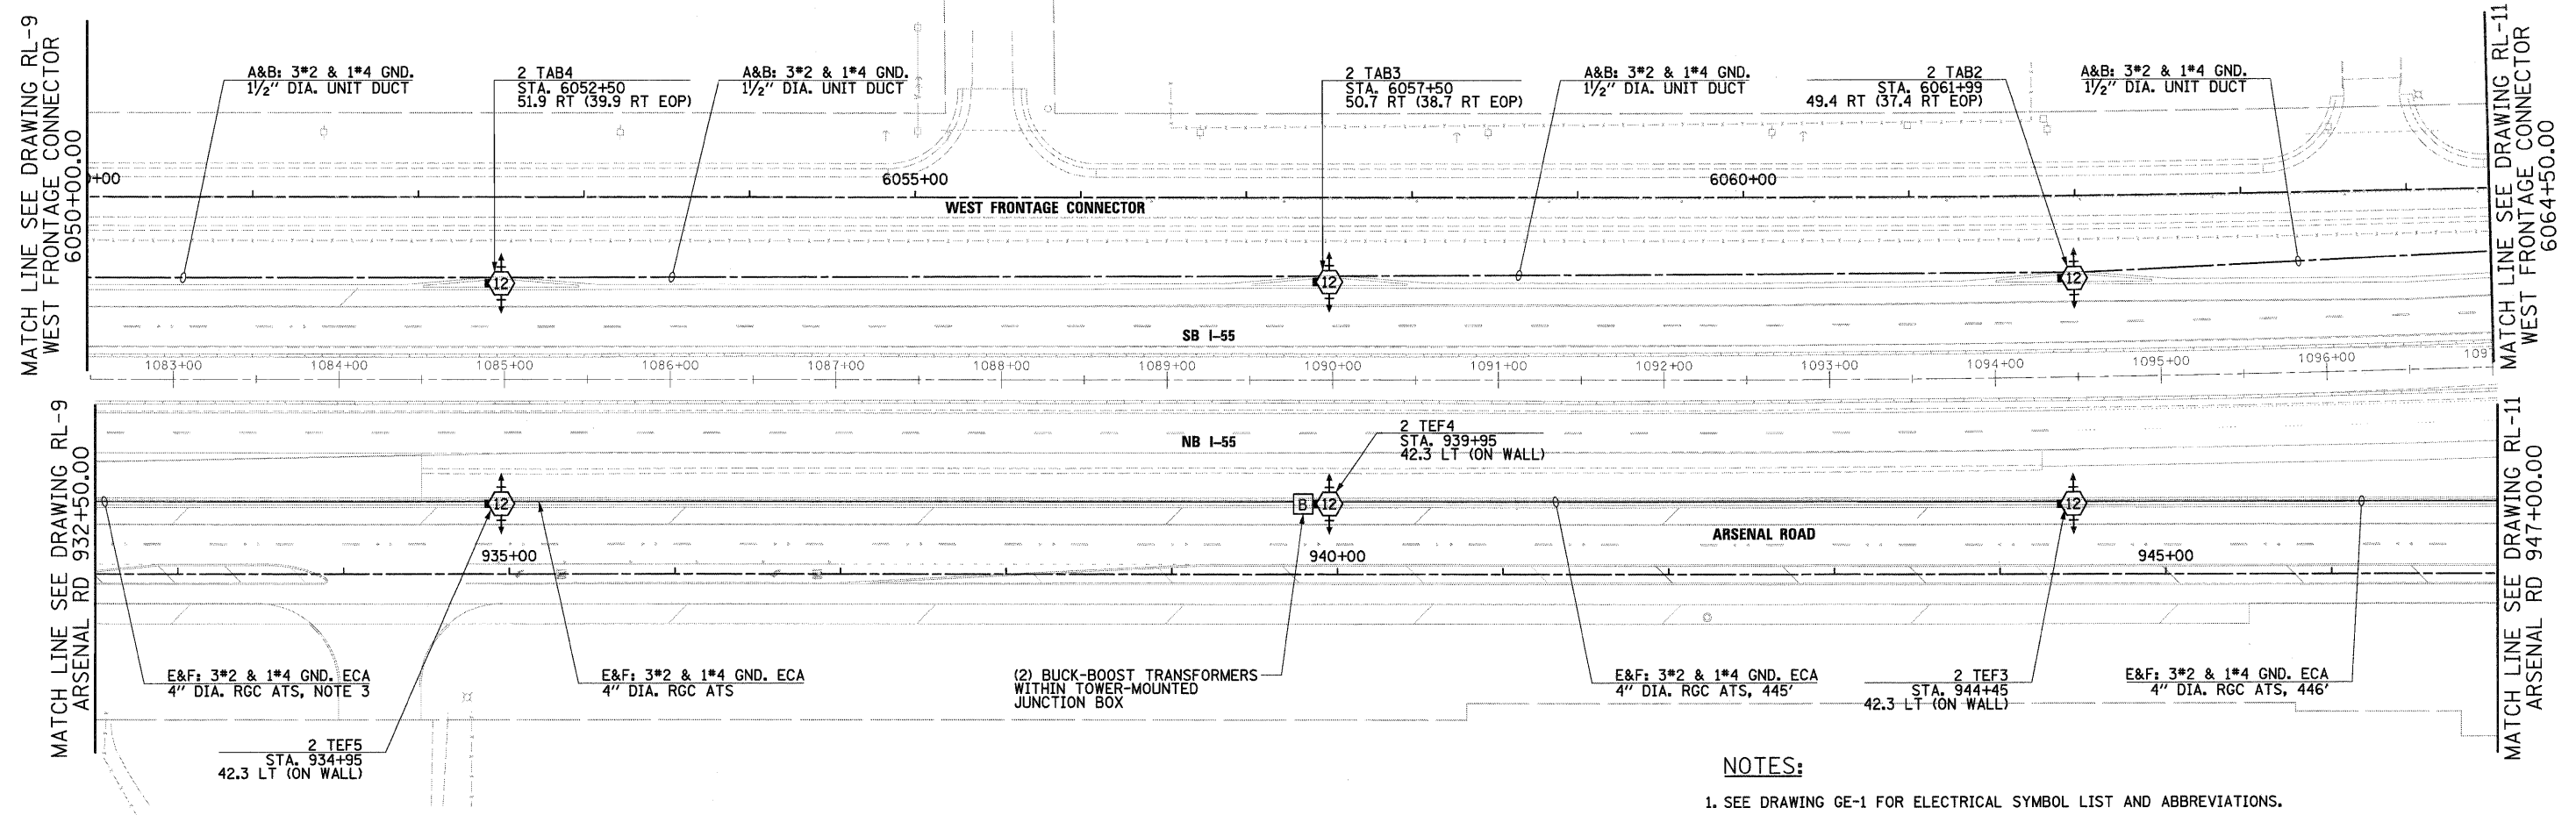 MATCH LINE SEE DRAWING RL-9
WEST FRONTAGE CONNECTOR
6050+00.00
A&B: 3#2 & 1#4 GND.
1½" DIA. UNIT DUCT
2 TAB4
STA. 6052+50
51.9 RT (39.9 RT EOP)
A&B: 3#2 & 1#4 GND.
1½" DIA. UNIT DUCT
2 TAB3
STA. 6057+50
50.7 RT (38.7 RT EOP)
A&B: 3#2 & 1#4 GND.
1½" DIA. UNIT DUCT
2 TAB2
STA. 6061+99
49.4 RT (37.4 RT EOP)
A&B: 3#2 & 1#4 GND.
1½" DIA. UNIT DUCT
MATCH LINE SEE DRAWING RL-11
WEST FRONTAGE CONNECTOR
6064+50.00
+00
6055+00
6060+00
WEST FRONTAGE CONNECTOR
12
12
12
SB I-55
1083+00
1084+00
1085+00
1086+00
1087+00
1088+00
1089+00
1090+00
1091+00
1092+00
1093+00
1094+00
1095+00
1096+00
109
MATCH LINE SEE DRAWING RL-9
ARSENAL RD 932+50.00
NB I-55
2 TEF4
STA. 939+95
42.3 LT (ON WALL)
12
B
12
12
ARSENAL ROAD
935+00
940+00
945+00
E&F: 3#2 & 1#4 GND. ECA
4" DIA. RGC ATS, NOTE 3
E&F: 3#2 & 1#4 GND. ECA
4" DIA. RGC ATS
(2) BUCK-BOOST TRANSFORMERS
WITHIN TOWER-MOUNTED
JUNCTION BOX
E&F: 3#2 & 1#4 GND. ECA
4" DIA. RGC ATS, 445'
2 TEF3
STA. 944+45
42.3 LT (ON WALL)
E&F: 3#2 & 1#4 GND. ECA
4" DIA. RGC ATS, 446'
2 TEF5
STA. 934+95
42.3 LT (ON WALL)
MATCH LINE SEE DRAWING RL-11
ARSENAL RD 947+00.00
NOTES:
1. SEE DRAWING GE-1 FOR ELECTRICAL SYMBOL LIST AND ABBREVIATIONS.